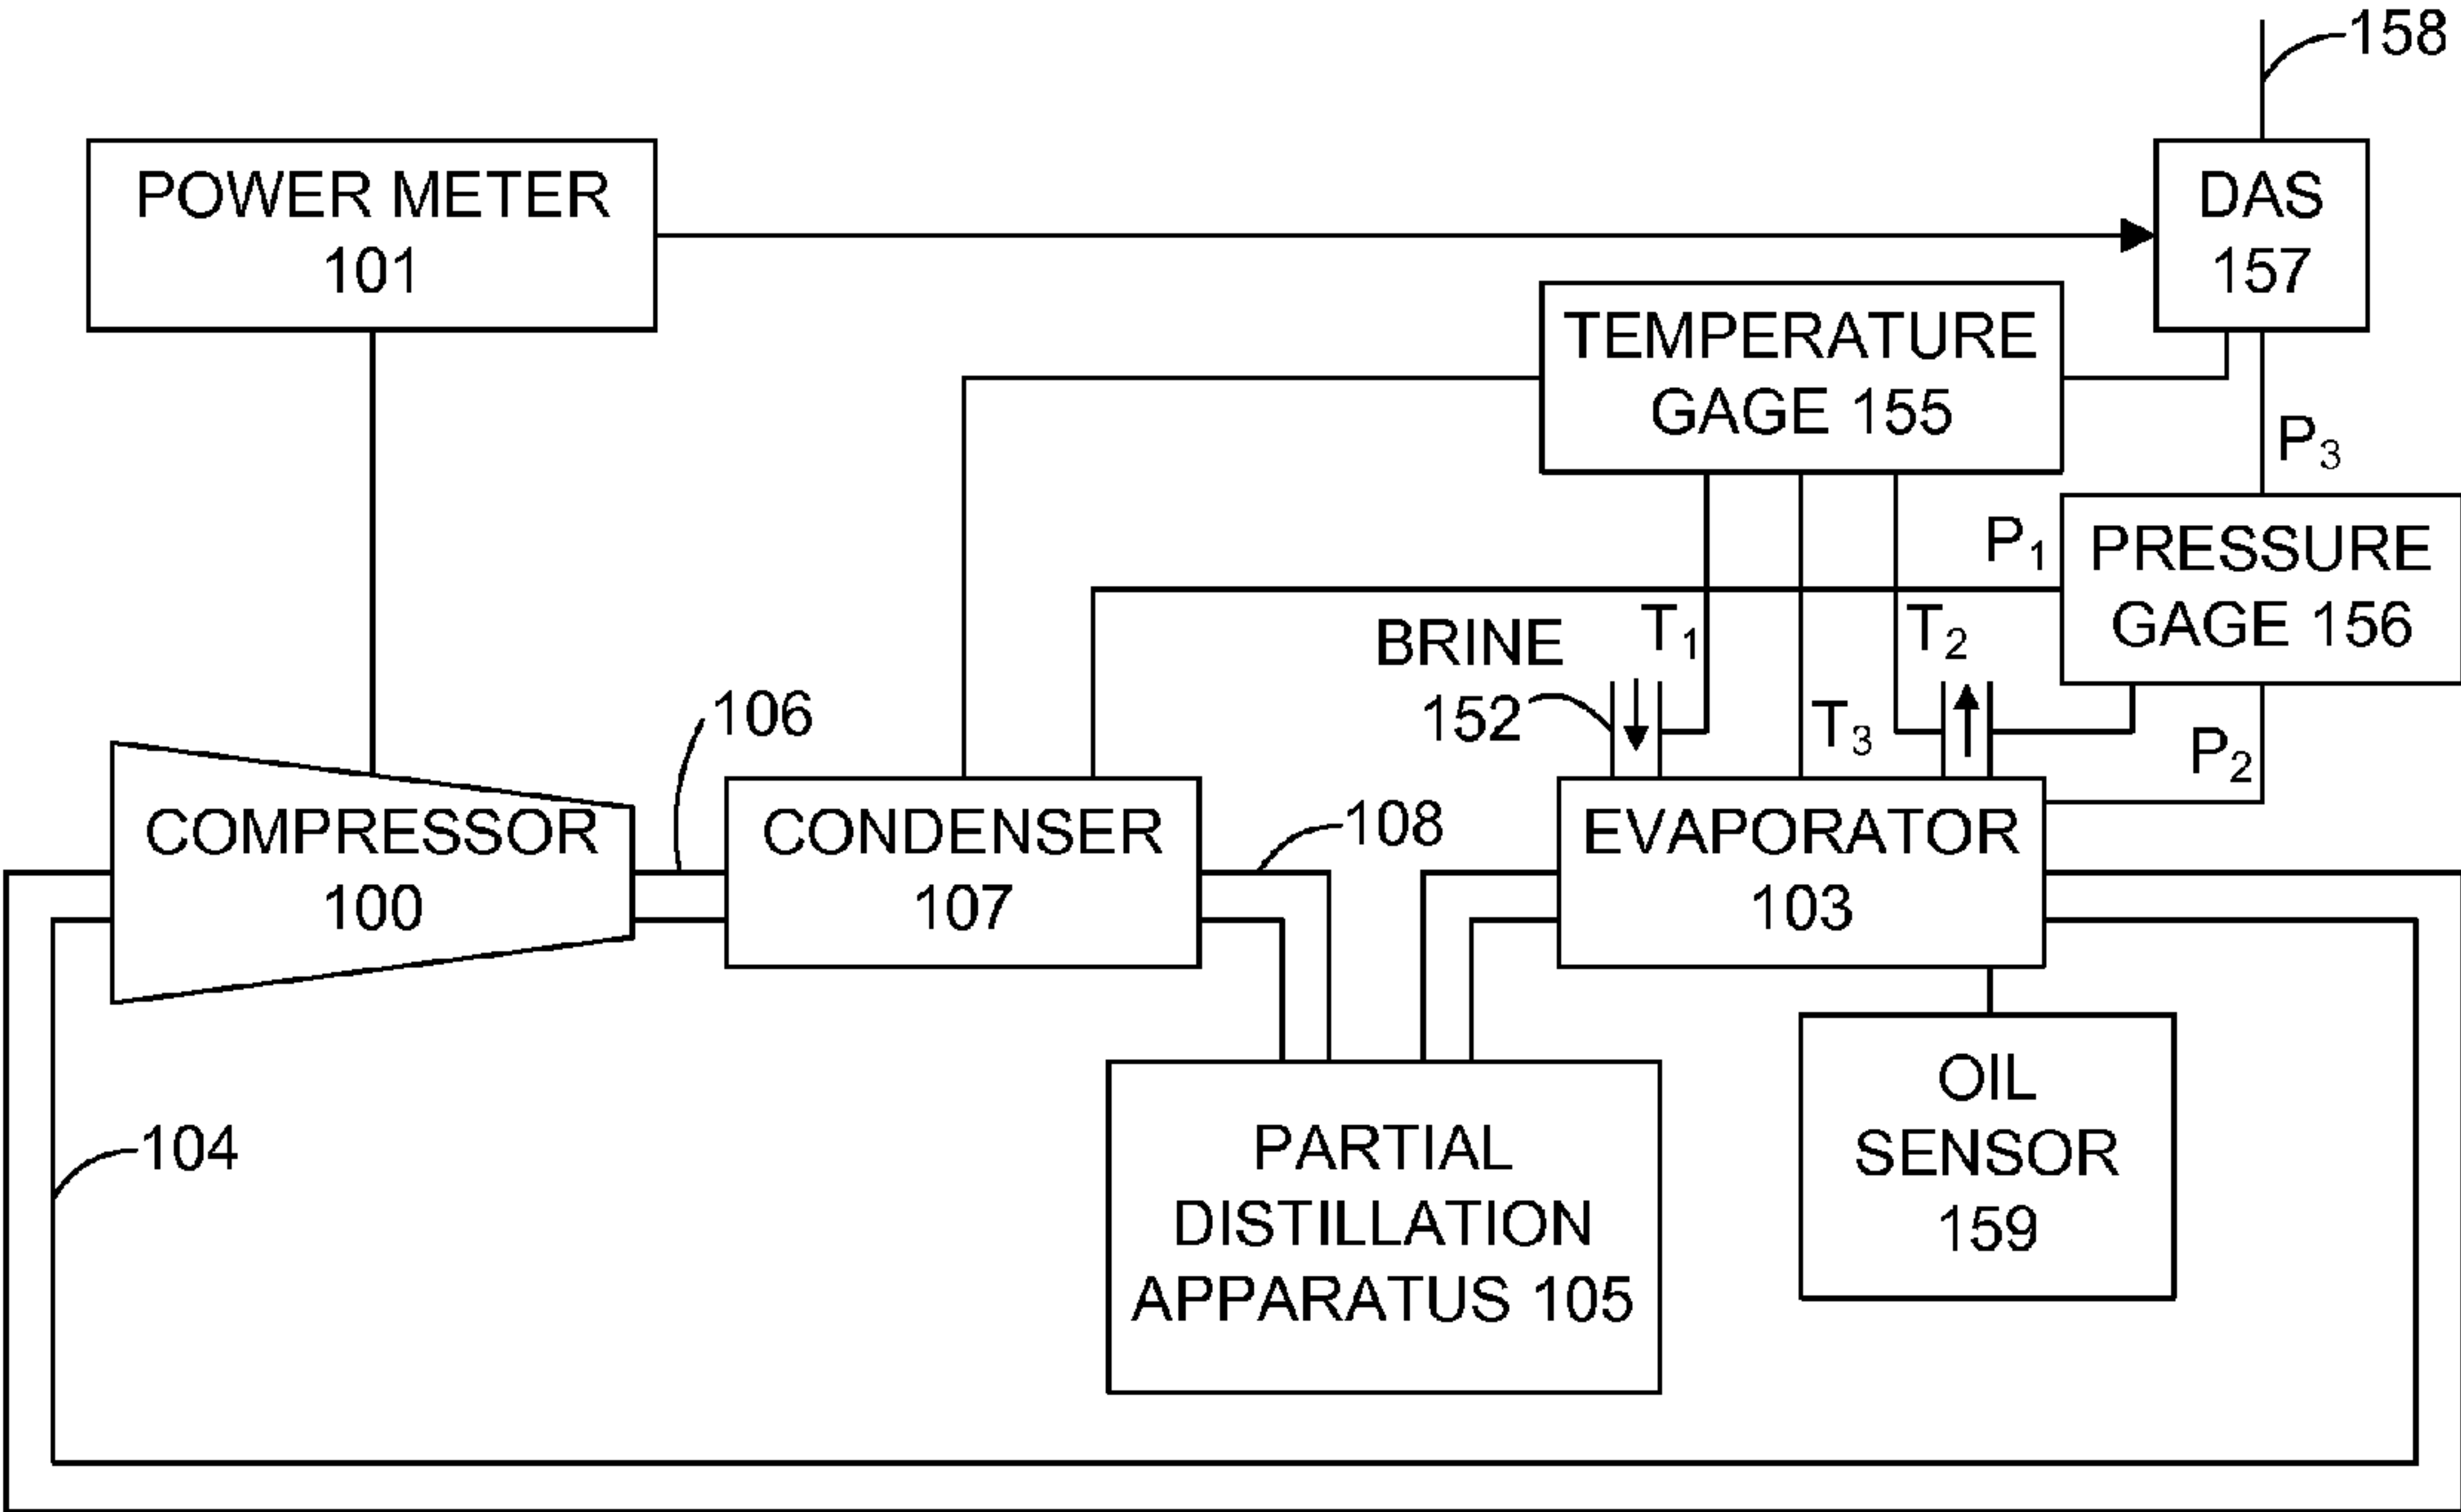 158
POWER METER
101
DAS
157
TEMPERATURE
GAGE 155
P3
P1
PRESSURE
GAGE 156
BRINE
152
T1
T2
T3
P2
106
COMPRESSOR
100
CONDENSER
107
108
EVAPORATOR
103
104
PARTIAL
DISTILLATION
APPARATUS 105
OIL
SENSOR
159